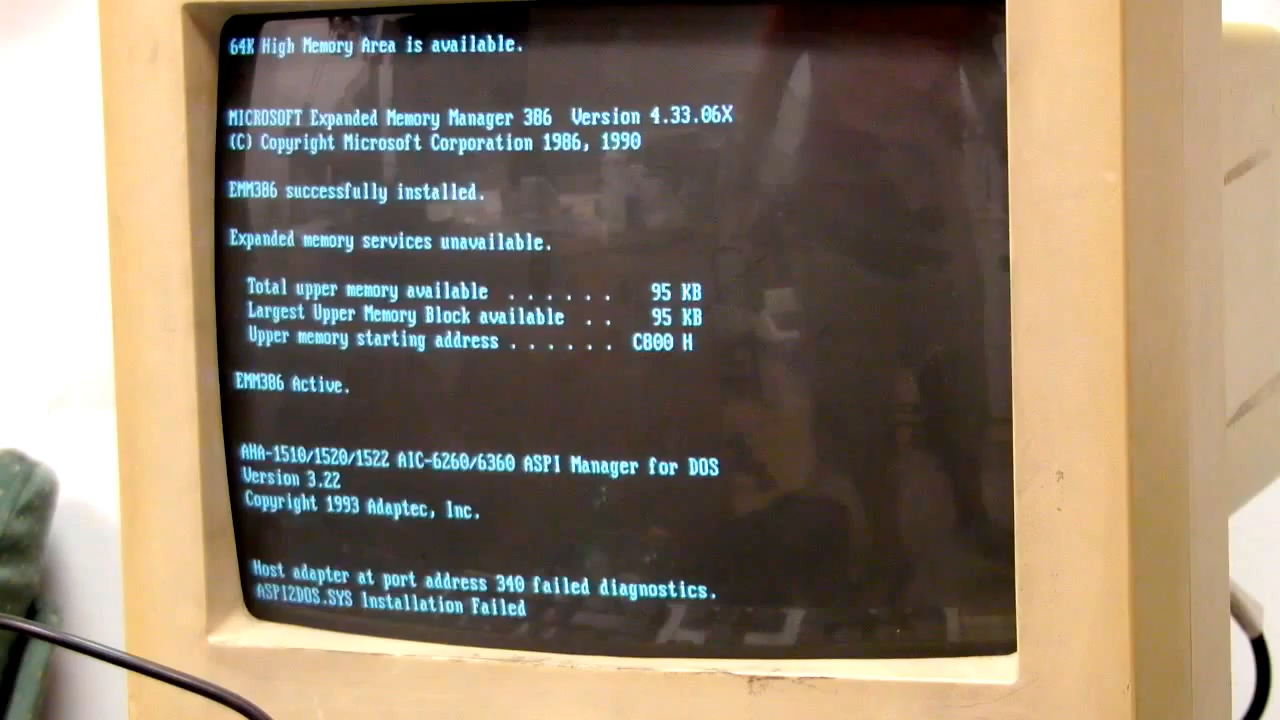 64K High Memory Area is available.
MICROSOFT Expanded Memory Manager 386 Version 4.33.06X
(C) Copyright Microsoft Corporation 1986, 1990
EMM386 successfully installed.
Expanded memory services unavailable.
Total upper memory available . . . . . . 95 KB
Largest Upper Memory Block available . . 95 KB
Upper memory starting address . . . . . . C800 H
EMM386 Active.
AHA-1510/1520/1522 AIC-6260/6360 ASPI Manager for DOS
Version 3.22
Copyright 1993 Adaptec, Inc.
Host adapter at port address 340 failed diagnostics.
ASPI2DOS.SYS Installation Failed